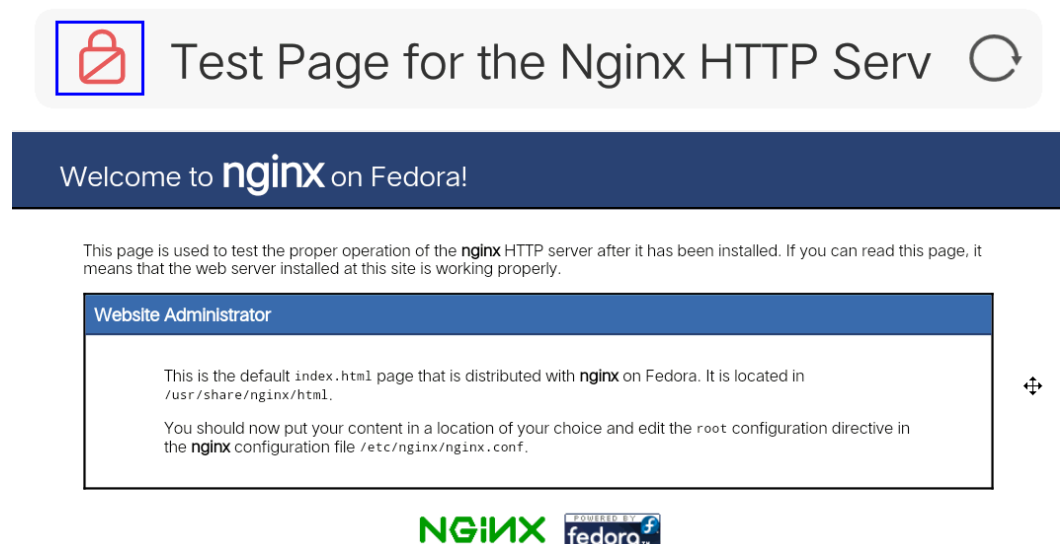 Test Page for the Nginx HTTP Serv
Welcome to nginx on Fedora!
This page is used to test the proper operation of the nginx HTTP server after it has been installed. If you can read this page, it
means that the web server installed at this site is working properly.
Website Administrator
This is the default index.html page that is distributed with nginx on Fedora. It is located in
/usr/share/nginx/html.
You should now put your content in a location of your choice and edit the root configuration directive in
the nginx configuration file /etc/nginx/nginx.conf.
NGINX
POWERED BY
fedora